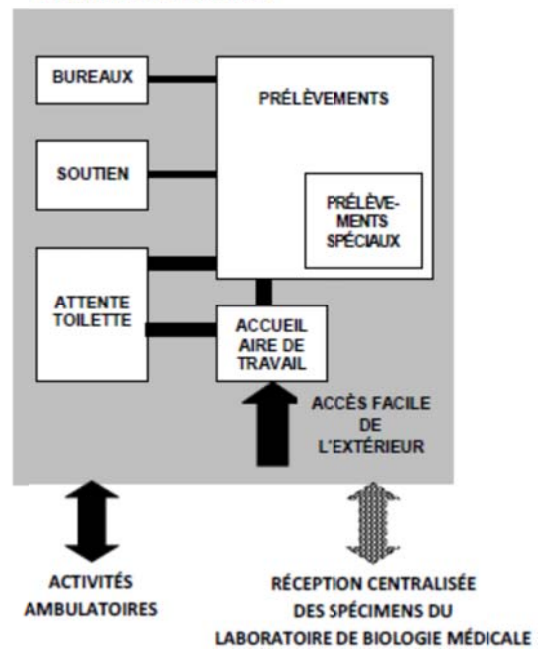 BUREAUX
PRÉLÈVEMENTS
SOUTIEN
PRÉLÈVE-
MENTS
SPÉCIAUX
ATTENTE
TOILETTE
ACCUEIL
AIRE DE
TRAVAIL
ACCÈS FACILE
DE
L'EXTÉRIEUR
ACTIVITÉS
AMBULATOIRES
RÉCEPTION CENTRALISÉE
DES SPÉCIMENS DU
LABORATOIRE DE BIOLOGIE MÉDICALE